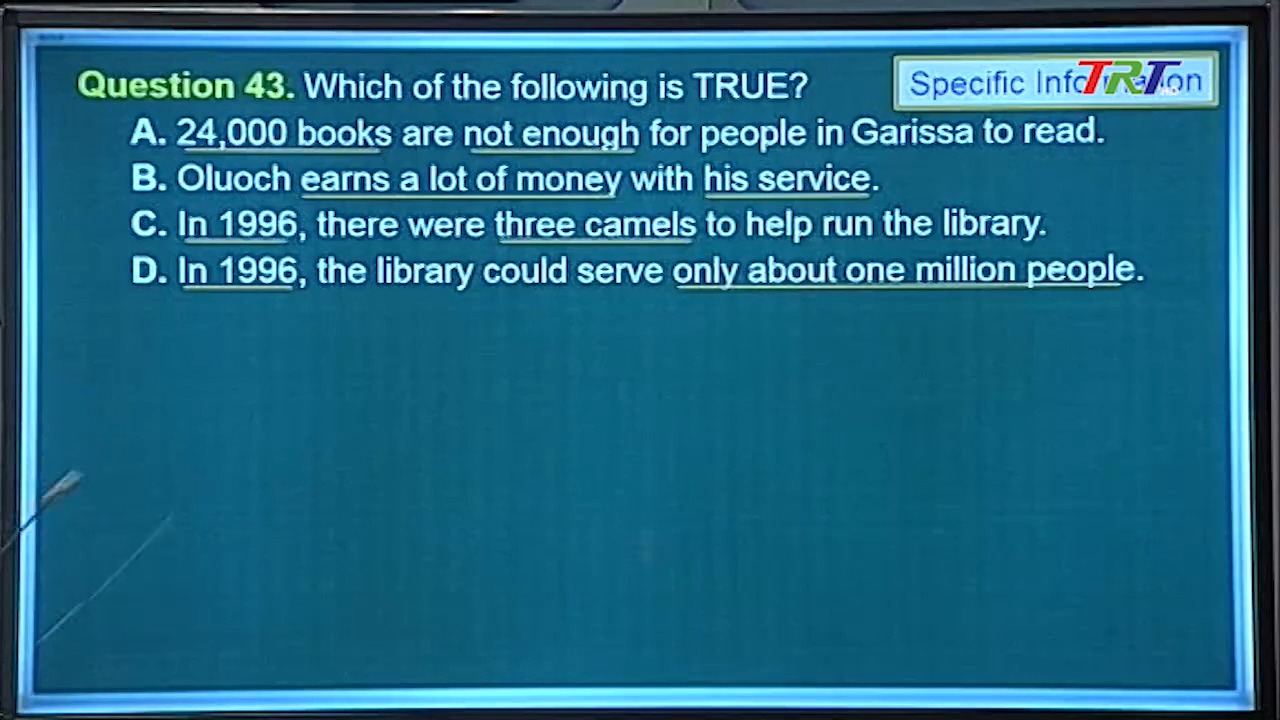 Question 43. Which of the following is TRUE?
Specific Information
TRT
A. 24,000 books are not enough for people in Garissa to read.
B. Oluoch earns a lot of money with his service.
C. In 1996, there were three camels to help run the library.
D. In 1996, the library could serve only about one million people.